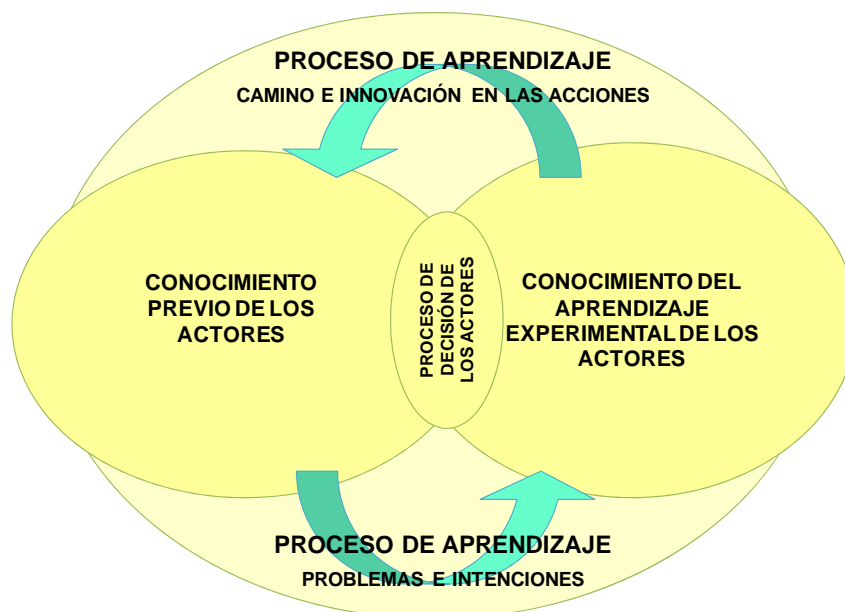 PROCESO DE APRENDIZAJE
CAMINO E INNOVACIÓN EN LAS ACCIONES
CONOCIMIENTO
PREVIO DE LOS
ACTORES
PROCESO DE
DECISIÓN DE
LOS ACTORES
CONOCIMIENTO DEL
APRENDIZAJE
EXPERIMENTAL DE LOS
ACTORES
PROCESO DE APRENDIZAJE
PROBLEMAS E INTENCIONES